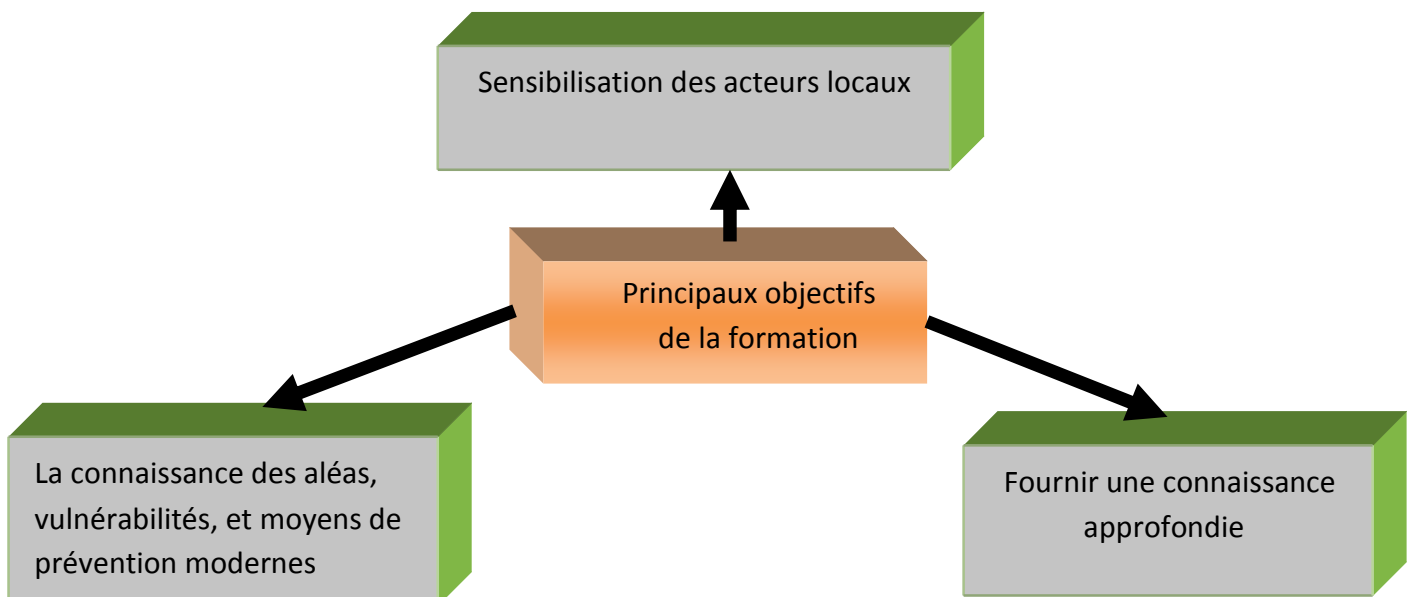 Sensibilisation des acteurs locaux
Principaux objectifs
de la formation
La connaissance des aléas,
vulnérabilités, et moyens de
prévention modernes
Fournir une connaissance
approfondie